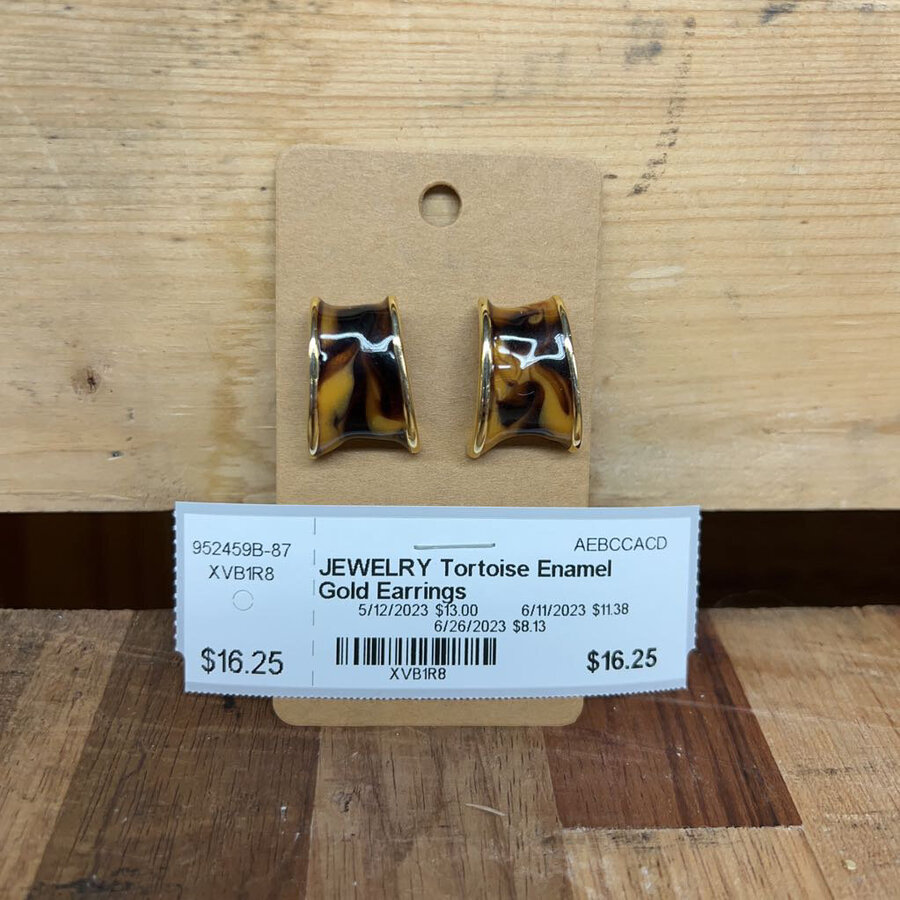 952459B-87
XVB1R8
$16.25
AEBCCACD
JEWELRY Tortoise Enamel
Gold Earrings
5/12/2023 $13.00 6/11/2023 $11.38
6/26/2023 $8.13
XVB1R8
$16.25